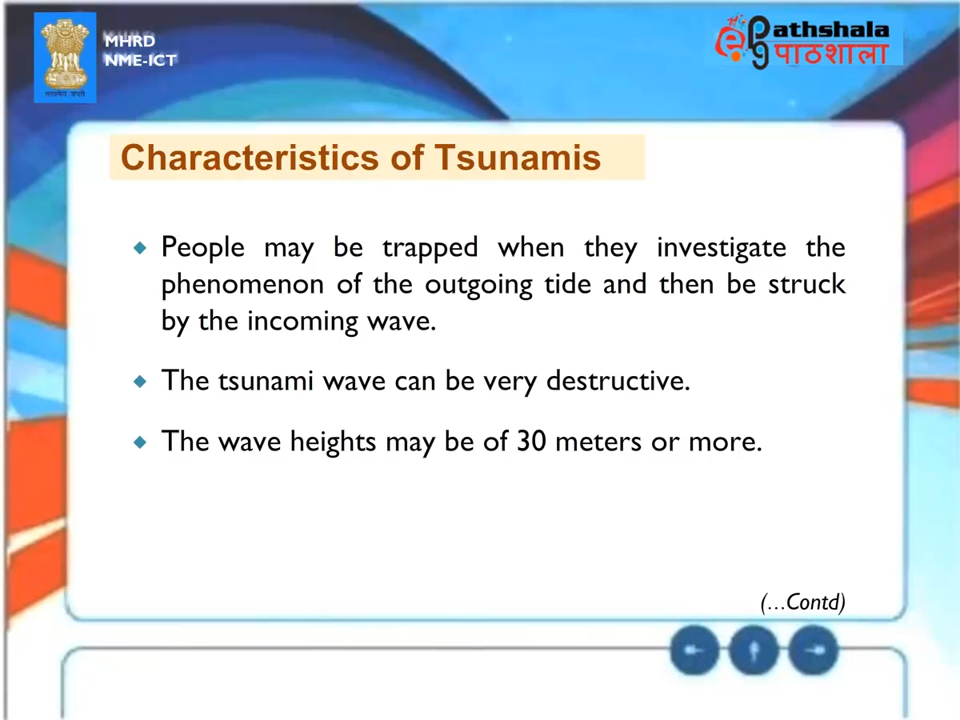 MHRD
NME-ICT
Pathshala
पाठशाला
Characteristics of Tsunamis
People may be trapped when they investigate the
phenomenon of the outgoing tide and then be struck
by the incoming wave.
The tsunami wave can be very destructive.
The wave heights may be of 30 meters or more.
(...Contd)